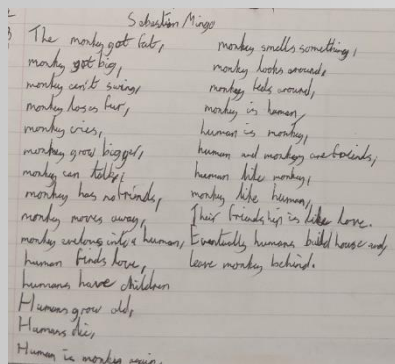 Sebastian Mingo
The monkey got fat,
monkey got big,
monkey can't swing,
monkey loses fur,
monkey cries,
monkey grow bigger,
monkey can talk,
monkey has no friends,
monkey moves away,
monkey evolves into a human,
human finds love,
humans have children
Humans grow old,
Humans die,
Human is monkey again.
monkey smells something,
monkey looks around,
monkey feels around,
monkey is human,
human is monkey,
human and monkey are friends,
human like monkey,
monkey like human,
Their friendship is like love.
Eventually humans build house and
leave monkey behind.